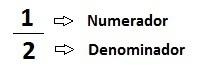 1 ⇨ Numerador
2 ⇨ Denominador